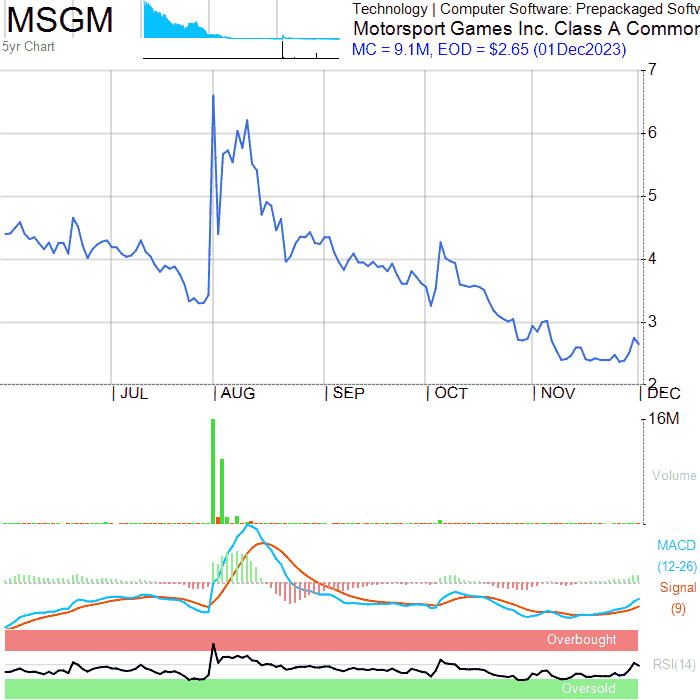 MSGM
5yr Chart
Technology | Computer Software: Prepackaged Softw
Motorsport Games Inc. Class A Common
MC = 9.1M, EOD = $2.65 (01Dec2023)
7
6
5
4
3
2
| JUL
| AUG
| SEP
| OCT
| NOV
| DEC
16M
Volume
MACD
(12-26)
Signal
(9)
Overbought
RSI(14)
Oversold